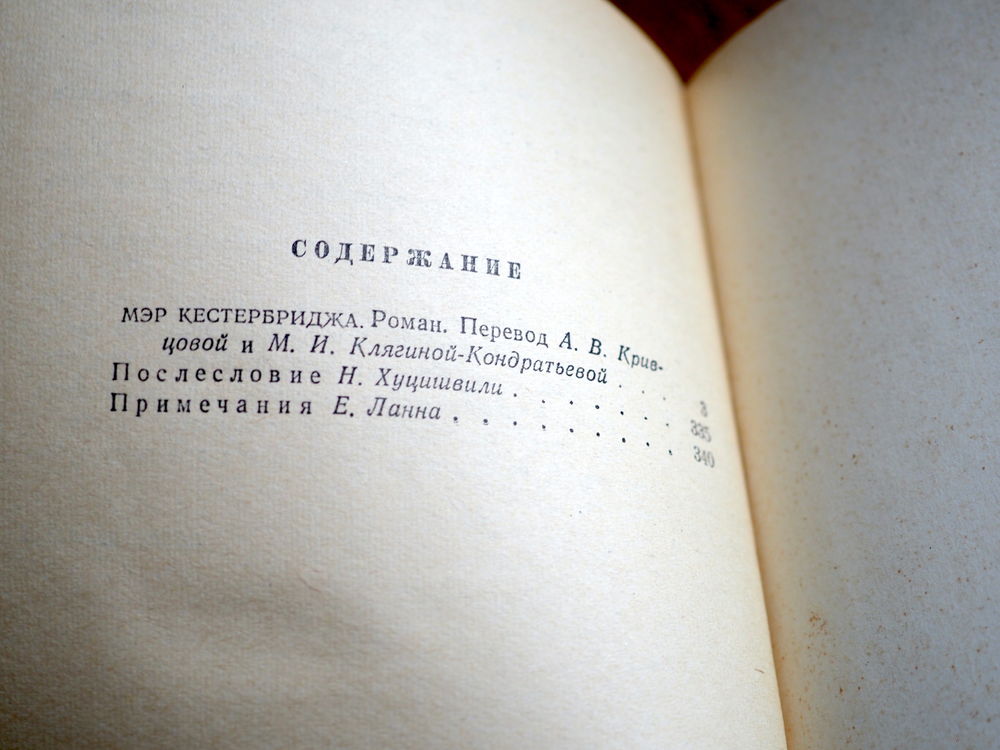 СОДЕРЖАНИЕ
МЭР КЕСТЕРБРИДЖА. Роман. Перевод А. В. Крив-
цовой и М. И. Клягиной-Кондратьевой . . . 3
Послесловие Н. Хуцишвили . . . . . . . 335
Примечания Е. Ланна . . . . . . . . 340